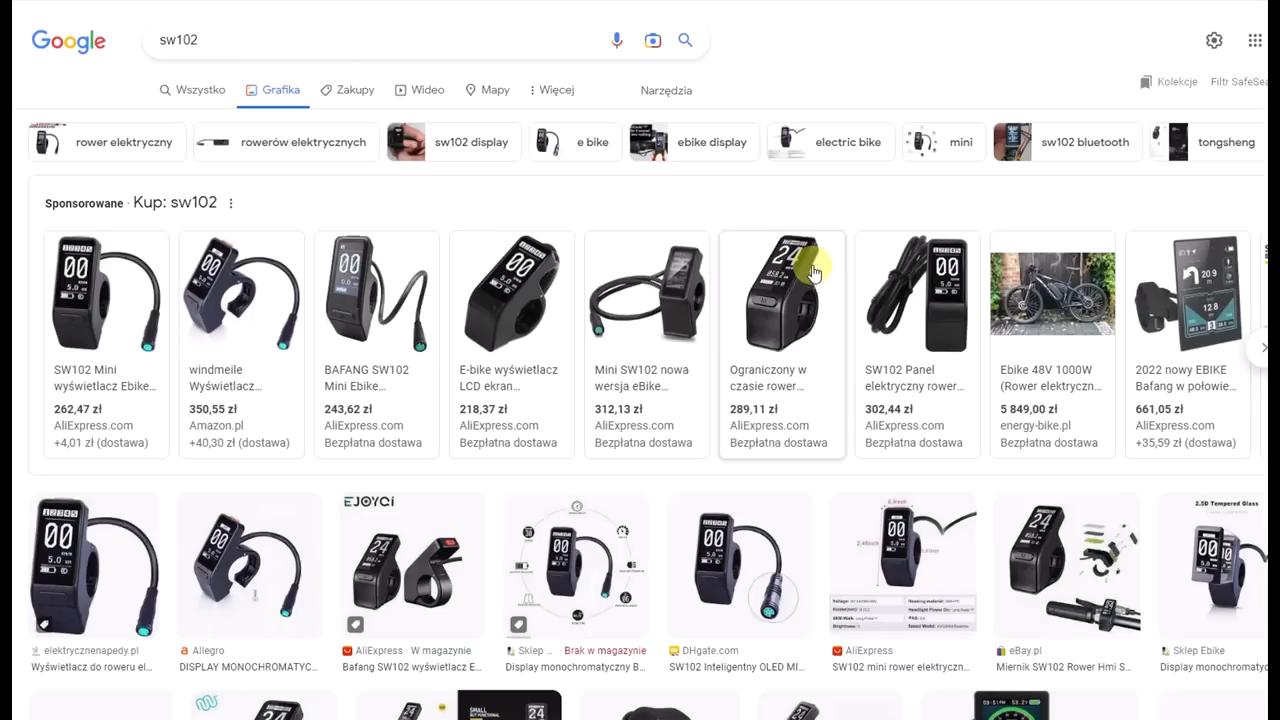 Google
sw102
Wszystko
Grafika
Zakupy
Wideo
Mapy
Więcej
Narzędzia
Kolekcje
Filtr SafeSea
rower elektryczny
rowerów elektrycznych
sw102 display
e bike
ebike display
electric bike
mini
sw102 bluetooth
tongsheng
Sponsorowane · Kup: sw102
SW102 Mini
wyświetlacz Ebike...
262,47 zł
AliExpress.com
+4,01 zł (dostawa)
windmeile
Wyświetlacz...
350,55 zł
Amazon.pl
+40,30 zł (dostawa)
BAFANG SW102
Mini Ebike...
243,62 zł
AliExpress.com
Bezpłatna dostawa
E-bike wyświetlacz
LCD ekran...
218,37 zł
AliExpress.com
Bezpłatna dostawa
Mini SW102 nowa
wersja eBike...
312,13 zł
AliExpress.com
Bezpłatna dostawa
Ograniczony w
czasie rower...
289,11 zł
AliExpress.com
Bezpłatna dostawa
SW102 Panel
elektryczny rower...
302,44 zł
AliExpress.com
Bezpłatna dostawa
Ebike 48V 1000W
(Rower elektryczn...
5 849,00 zł
energy-bike.pl
Bezpłatna dostawa
2022 nowy EBIKE
Bafang w połowie...
661,05 zł
AliExpress.com
+35,59 zł (dostawa)
EJOYQI
2.5D Tempered Glass
elektrycznenapedy.pl
Wyświetlacz do roweru el...
Allegro
DISPLAY MONOCHROMATYC...
AliExpress · W magazynie
Bafang SW102 wyświetlacz E...
Sklep ... · Brak w magazynie
Display monochromatyczny B...
DHgate.com
SW102 Inteligentny OLED MI...
AliExpress
SW102 mini rower elektryczn...
eBay.pl
Miernik SW102 Rower Hmi S...
Sklep Ebike
Display monochromatyczny